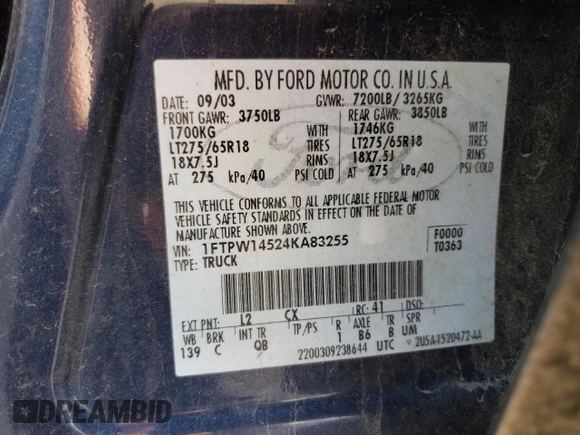 MFD. BY FORD MOTOR CO. IN U.S.A.
DATE: 09/03 GVWR: 7200LB/ 3265KG
FRONT GAWR: 3750LB REAR GAWR: 3850LB
1700KG WITH 1746KG WITH
LT275/65R18 TIRES LT275/65R18 TIRES
18X7.5J RIMS 18X7.5J RIMS
AT 275 kPa/40 PSI COLD AT 275 kPa/40 PSI COLD
Ford
THIS VEHICLE CONFORMS TO ALL APPLICABLE FEDERAL MOTOR
VEHICLE SAFETY STANDARDS IN EFFECT ON THE DATE OF
MANUFACTURE SHOWN ABOVE.
VIN: 1FTPW14524KA83255 F0000
TYPE: TRUCK T0363
EXT PNT: L2 CX RC: 41 DSO:
WB BRK INT TR TP/PS R AXLE TR SPR
139 C QB 1 B6 B UM
2200309238644 UTC 2U5A-1520472-AA
DREAMBID